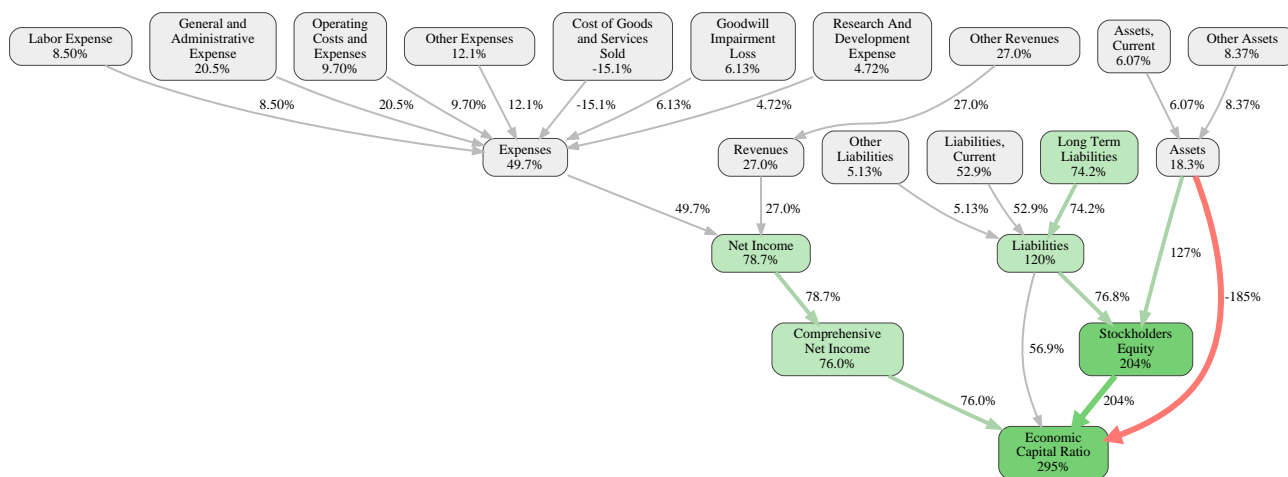 Labor Expense
8.50%
General and
Administrative
Expense
20.5%
Operating
Costs and
Expenses
9.70%
Other Expenses
12.1%
Cost of Goods
and Services
Sold
-15.1%
Goodwill
Impairment
Loss
6.13%
Research And
Development
Expense
4.72%
Other Revenues
27.0%
Assets,
Current
6.07%
Other Assets
8.37%
8.50%
20.5%
9.70%
12.1%
-15.1%
6.13%
4.72%
27.0%
6.07%
8.37%
Expenses
49.7%
Revenues
27.0%
Other
Liabilities
5.13%
Liabilities,
Current
52.9%
Long Term
Liabilities
74.2%
Assets
18.3%
49.7%
27.0%
5.13%
52.9%
74.2%
Net Income
78.7%
Liabilities
120%
127%
78.7%
76.8%
-185%
Comprehensive
Net Income
76.0%
56.9%
Stockholders
Equity
204%
76.0%
204%
Economic
Capital Ratio
295%